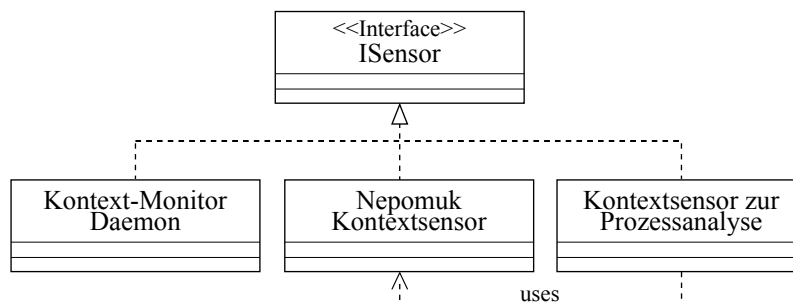 <<Interface>>
ISensor
Kontext-Monitor
Daemon
Nepomuk
Kontextsensor
Kontextsensor zur
Prozessanalyse
uses